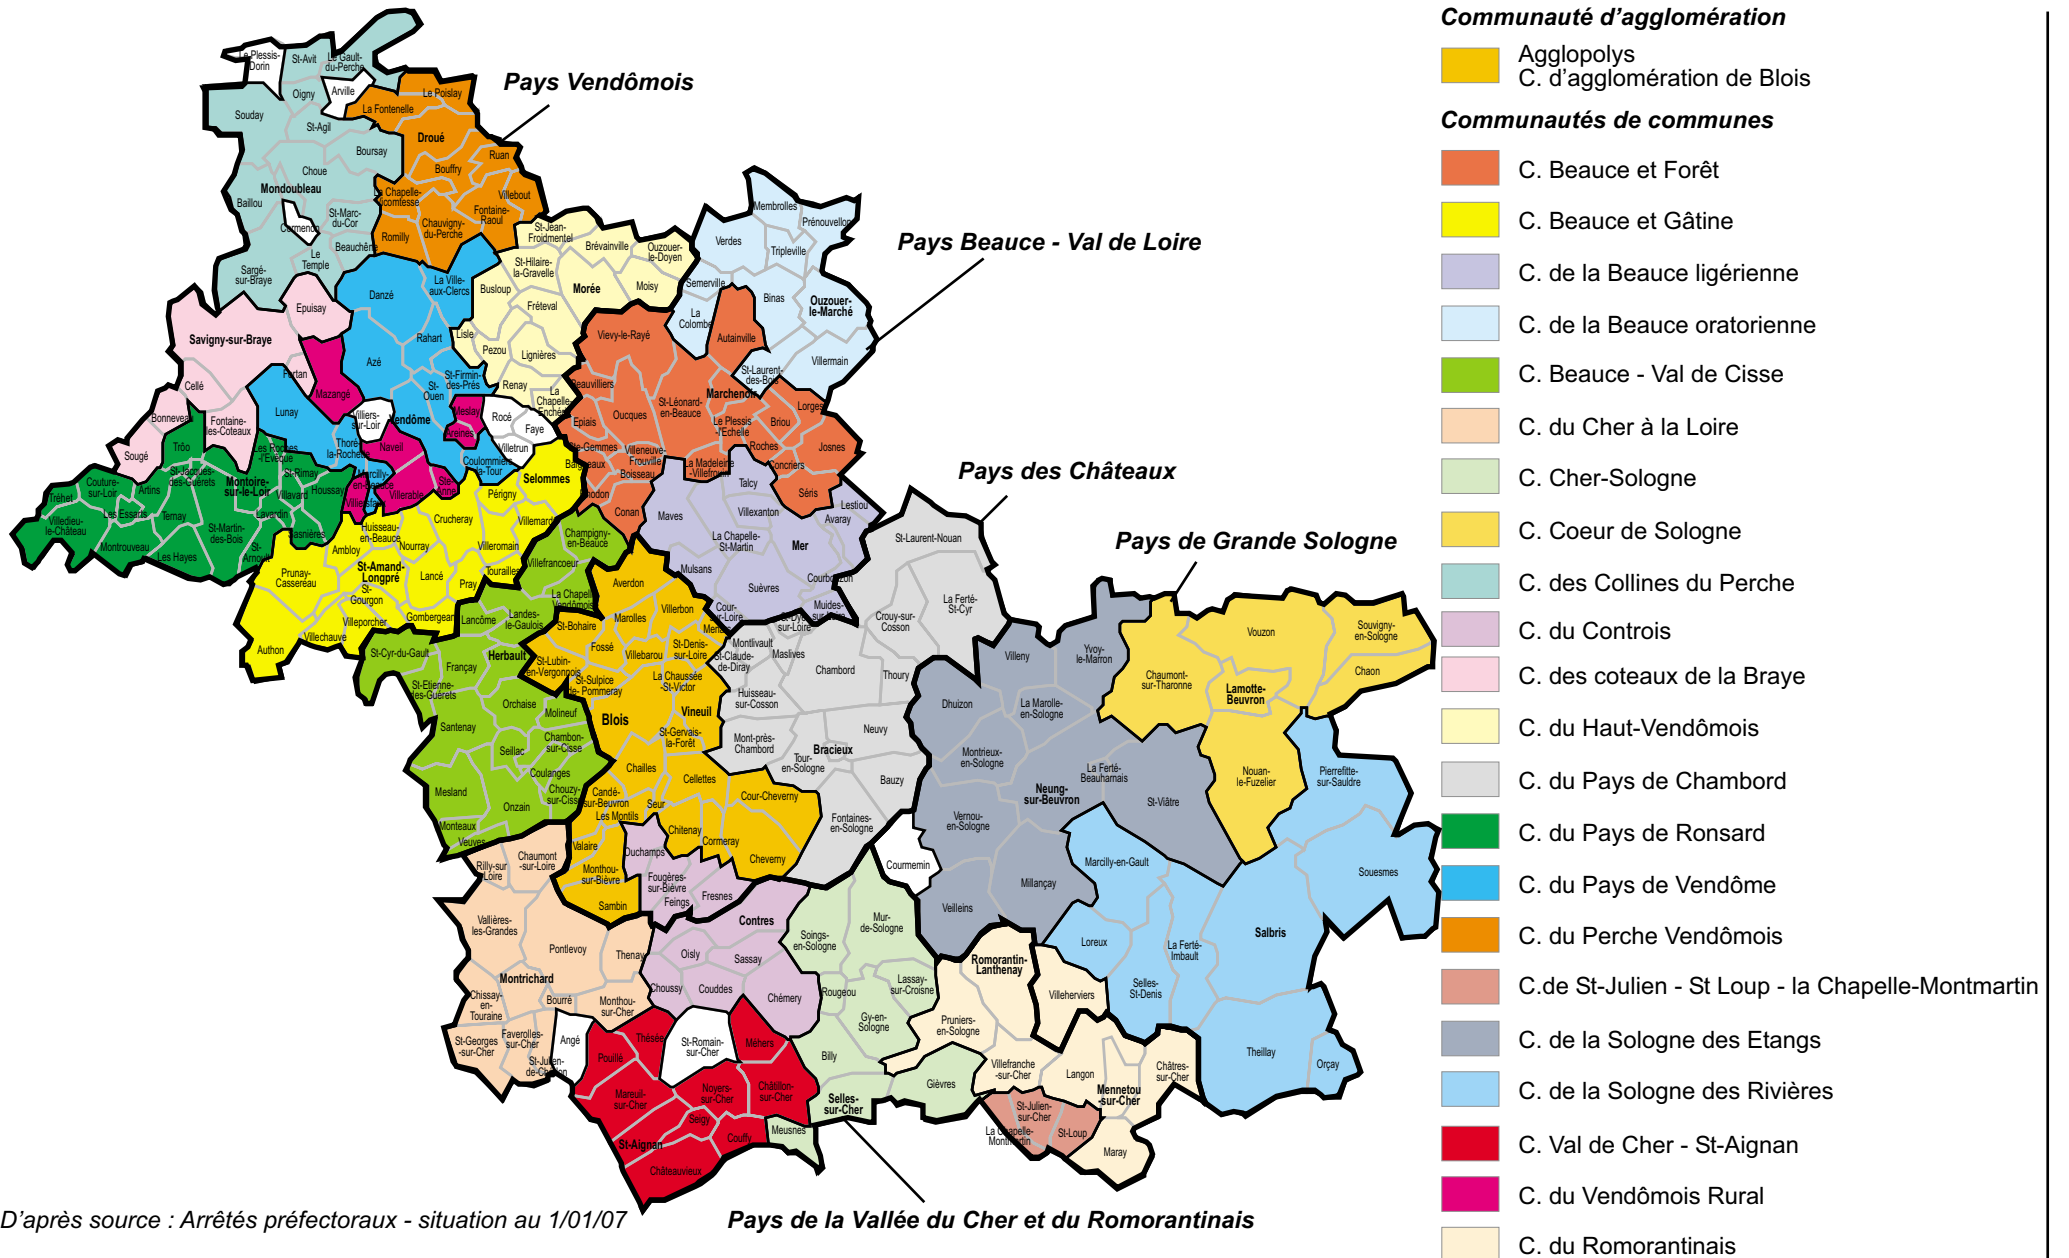 Communauté d'agglomération
Agglopolys
C. d'agglomération de Blois
Communautés de communes
C. Beauce et Forêt
C. Beauce et Gâtine
C. de la Beauce ligérienne
C. de la Beauce oratorienne
C. Beauce - Val de Cisse
C. du Cher à la Loire
C. Cher-Sologne
C. Coeur de Sologne
C. des Collines du Perche
C. du Controis
C. des coteaux de la Braye
C. du Haut-Vendômois
C. du Pays de Chambord
C. du Pays de Ronsard
C. du Pays de Vendôme
C. du Perche Vendômois
C.de St-Julien - St Loup - la Chapelle-Montmartin
C. de la Sologne des Etangs
C. de la Sologne des Rivières
C. Val de Cher - St-Aignan
C. du Vendômois Rural
C. du Romorantinais
Pays Vendômois
Pays Beauce - Val de Loire
Pays des Châteaux
Pays de Grande Sologne
Pays de la Vallée du Cher et du Romorantinais
D'après source : Arrêtés préfectoraux - situation au 1/01/07
Le Plessis-
Dorin
St-Avit
Le Gault-
du-Perche
Oigny
Arville
Souday
St-Agil
Boursay
Choue
Mondoubleau
Baillou
Cormenon
St-Marc-
du-Cor
Beauchêne
Le
Temple
Sargé-
sur-Braye
Le Poislay
La Fontenelle
Droué
Ruan
Bouffry
La Chapelle-
Vicomtesse
Villebout
Fontaine-
Raoul
Chauvigny-
du-Perche
Romilly
St-Jean-
Froidmentel
Brévainville
Ouzouer-
le-Doyen
St-Hilaire-
la-Gravelle
Busloup
Morée
Moisy
Fréteval
Lisle
Pezou
Lignières
Renay
La
Chapelle-
Enchérie
La Ville-
aux-Clercs
Danzé
Rahart
Azé
St-Firmin-
des-Prés
St-
Ouen
Vendôme
Lunay
Thoré-
la-Rochette
Coulommiers-
la-Tour
Marcilly-
en-Beauce
Epuisay
Savigny-sur-Braye
Fortan
Cellé
Bonneveau
Fontaine-
les-Coteaux
Sougé
Mazangé
Villiers-
sur-Loir
Naveil
Meslay
Areines
Rocé
Faye
Villetrun
Villerable
Ste-
Anne
Villiersfaux
Trôo
Les Roches
-l'Evêque
St-Jacques-
des-Guérets
St-Rimay
Montoire-
sur-le-Loir
Villavard
Houssay
Couture-
sur-Loir
Artins
Tréhet
Les Essarts
Ternay
Lavardin
Villedieu-
le-Château
St-Martin-
des-Bois
Sasnières
Montrouveau
Les Hayes
St-
Arnoult
Selommes
Périgny
Villemardy
Crucheray
Huisseau-
en-Beauce
Nourray
Villeromain
Ambloy
St-Amand-
Longpré
Lancé
Pray
Tourailles
Prunay-
Cassereau
St-
Gourgon
Gombergean
Villeporcher
Villechauve
Authon
Membrolles
Prénouvellon
Verdes
Tripleville
Semerville
Binas
Ouzouer-
le-Marché
La
Colombe
Villermain
St-Laurent-
des-Bois
Autainville
Vievy-le-Rayé
Marchenoir
Beauvilliers
St-Léonard-
en-Beauce
Oucques
Epiais
Le Plessis
-l'Echelle
Briou
Lorges
Roches
Josnes
Ste-Gemmes
Villeneuve-
Frouville
Boisseau
La Madeleine
-Villefrouin
Concriers
Séris
Rhodon
Conan
Talcy
Maves
Villexanton
Lestiou
Avaray
La Chapelle-
St-Martin
Mer
Mulsans
Suèvres
Courbouzon
Cour-
sur-Loire
Muides-
sur-Loire
Champigny-
en-Beauce
Villefrancoeur
La Chapelle
Vendômoise
Landes-
le-Gaulois
Lancôme
St-Cyr-du-Gault
Françay
Herbault
St-Etienne-
des-Guérets
Orchaise
Molineuf
Santenay
Seillac
Chambon-
sur-Cisse
Coulanges
Chouzy-
sur-Cisse
Mesland
Onzain
Monteaux
Veuves
Averdon
Villerbon
Marolles
Menars
St-Bohaire
Fossé
St-Denis-
sur-Loire
Villebarou
St-Lubin-
en-Vergonnois
La Chaussée
-St-Victor
St-Sulpice
de- Pommeray
Blois
Vineuil
St-Gervais-
la-Forêt
Chailles
Cellettes
Candé-
sur-Beuvron
Seur
Les Montils
Cour-Cheverny
Chitenay
Cormeray
Cheverny
Valaire
Monthou-
sur-Bièvre
Sambin
St-Laurent-Nouan
La Ferté-
St-Cyr
Crouy-sur-
Cosson
St-Dyé-
sur-Loire
Montlivault
St-Claude-
de-Diray
Maslives
Chambord
Thoury
Huisseau-
sur-Cosson
Neuvy
Mont-près-
Chambord
Bracieux
Tour-
en-Sologne
Bauzy
Fontaines-
en-Sologne
Courmemin
Villeny
Yvoy-
le-Marron
Dhuizon
La Marolle-
en-Sologne
Montrieux-
en-Sologne
La Ferté-
Beauharnais
Neung-
sur-Beuvron
St-Viâtre
Vernou-
en-Sologne
Millançay
Veilleins
Vouzon
Souvigny-
en-Sologne
Chaon
Chaumont-
sur-Tharonne
Lamotte-
Beuvron
Nouan-
le-Fuzelier
Pierrefitte-
sur-Sauldre
Marcilly-en-Gault
Souesmes
Loreux
La Ferté-
Imbault
Salbris
Selles-
St-Denis
Theillay
Orçay
Rilly-sur
Loire
Chaumont
-sur-Loire
Vallières-
les-Grandes
Pontlevoy
Thenay
Montrichard
Chissay-
en-
Touraine
Bourré
Monthou-
sur-Cher
St-Georges
-sur-Cher
Faverolles-
sur-Cher
Angé
St-Julien-
de-Chédon
Ouchamps
Fougères-
sur-Bièvre
Feings
Fresnes
Contres
Oisly
Sassay
Choussy
Couddes
Chémery
Thésée
St-Romain-
sur-Cher
Méhers
Pouillé
Mareuil-
sur-Cher
Noyers-
sur-Cher
Châtillon-
sur-Cher
Seigy
St-Aignan
Couffy
Châteauvieux
Meusnes
Mur-
de-Sologne
Soings-
en-Sologne
Rougeou
Lassay-
sur-Croisne
Gy-en-
Sologne
Billy
Selles-
sur-Cher
Gièvres
Romorantin-
Lanthenay
Villeherviers
Pruniers-
en-Sologne
Villefranche
-sur-Cher
Langon
Mennetou
-sur-Cher
Châtres-
sur-Cher
St-Julien-
sur-Cher
La Chapelle-
Montmartin
St-Loup
Maray